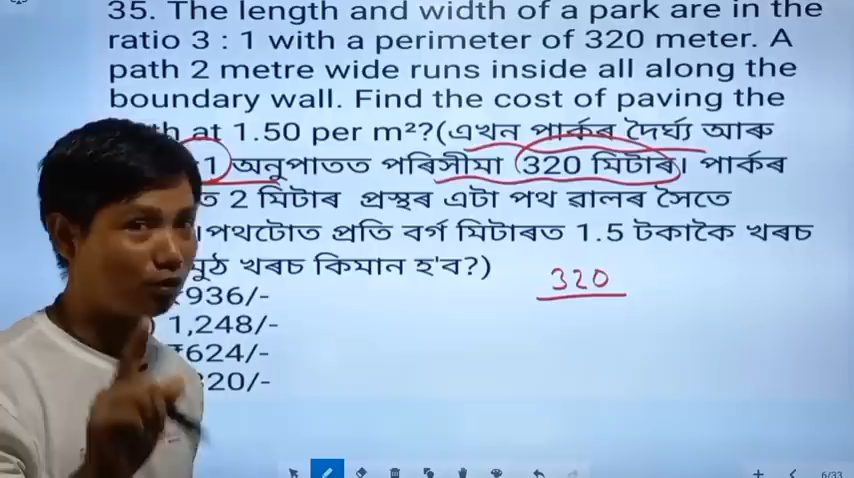 35. The length and width of a park are in the
ratio 3 : 1 with a perimeter of 320 meter. A
path 2 metre wide runs inside all along the
boundary wall. Find the cost of paving the
at 1.50 per m²?(এখন পাৰ্কৰ দৈৰ্ঘ্য আৰু
1 অনুপাতত পৰিসীমা 320 মিটাৰ। পাৰ্কৰ
ত 2 মিটাৰ প্ৰস্থৰ এটা পথ ৱালৰ সৈতে
।পথটোত প্ৰতি বৰ্গ মিটাৰত 1.5 টকাকৈ খৰচ
মুঠ খৰচ কিমান হ'ব?)
320
936/-
) 1,248/-
₹624/-
320/-
6/33